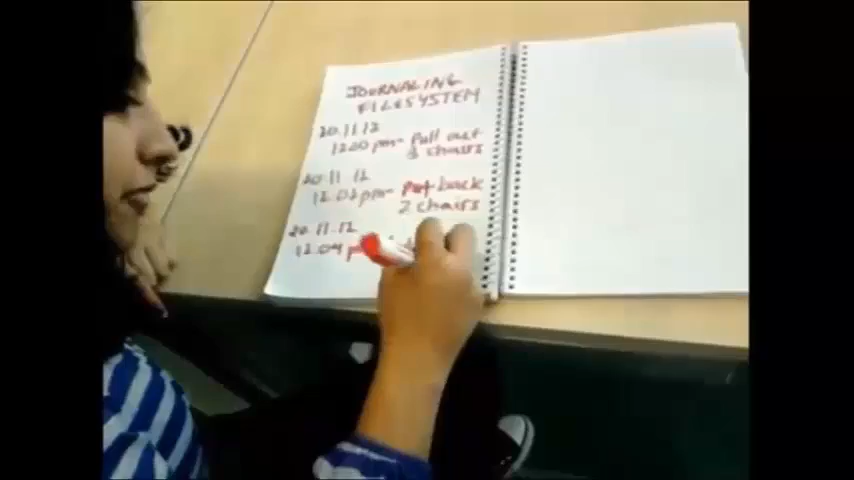 JOURNALING
FILESYSTEM
20.11.12
12.00 pm- Pull out
3 chairs
20.11.12
12.02 pm- Put back
2 chairs
20.11.12
12.04